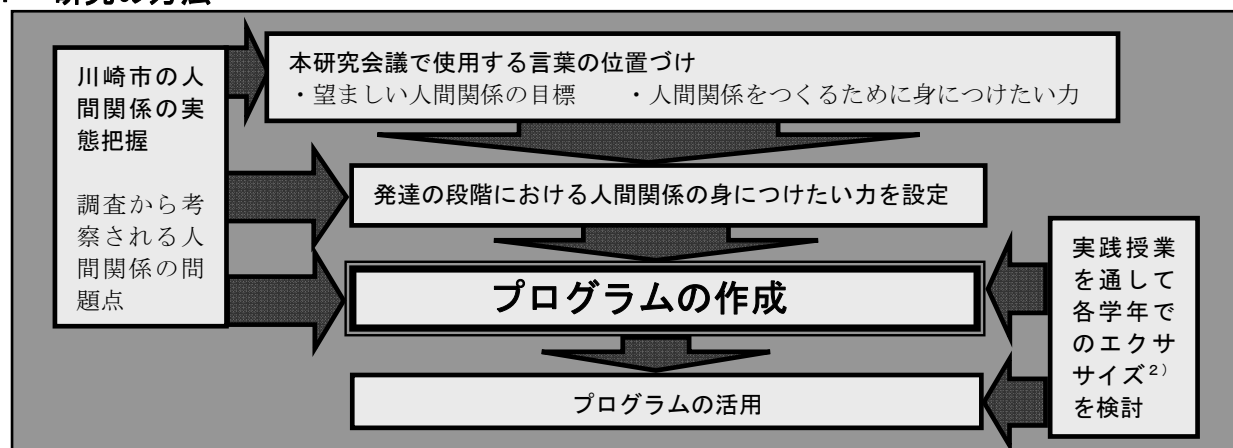 川崎市の人
間関係の実
態把握
調査から考
察される人
間関係の問
題点
本研究会議で使用する言葉の位置づけ
・望ましい人間関係の目標　・人間関係をつくるために身につけたい力
発達の段階における人間関係の身につけたい力を設定
プログラムの作成
プログラムの活用
実践授業
を通して
各学年で
のエクサ
サイズ2)
を検討